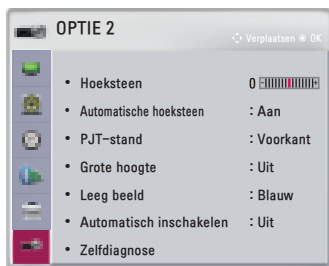 OPTIE 2
Verplaatsen OK
• Hoeksteen 0
• Automatische hoeksteen : Aan
• PJT-stand : Voorkant
• Grote hoogte : Uit
• Leeg beeld : Blauw
• Automatisch inschakelen : Uit
• Zelfdiagnose